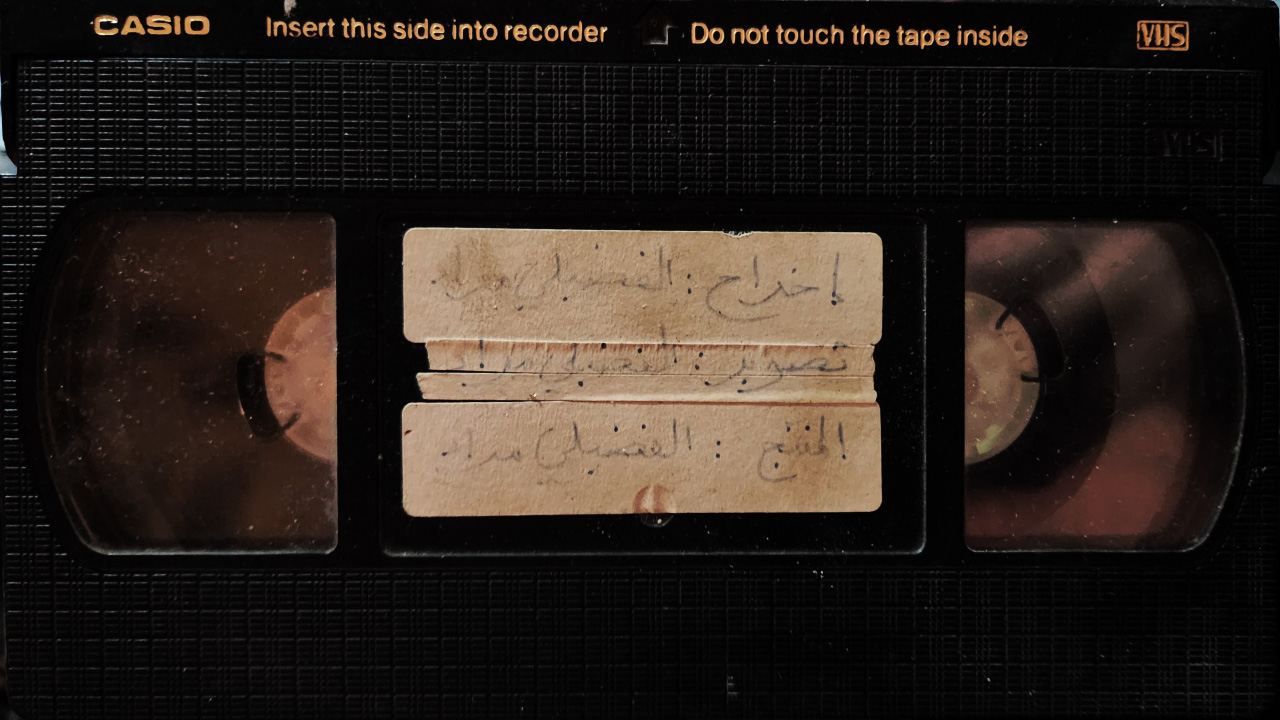 CASIO Insert this side into recorder Do not touch the tape inside VHS
VHS
إخراج : الفضيلي مراد
تصوير : الفضيلي مراد
المنتج : الفضيلي مراد